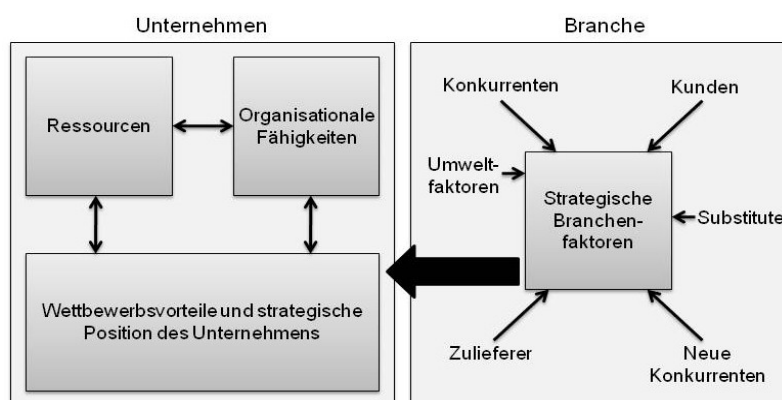 Unternehmen
Ressourcen
Organisationale
Fähigkeiten
Wettbewerbsvorteile und strategische
Position des Unternehmens
Branche
Konkurrenten
Kunden
Umwelt-
faktoren
Strategische
Branchen-
faktoren
Substitute
Zulieferer
Neue
Konkurrenten